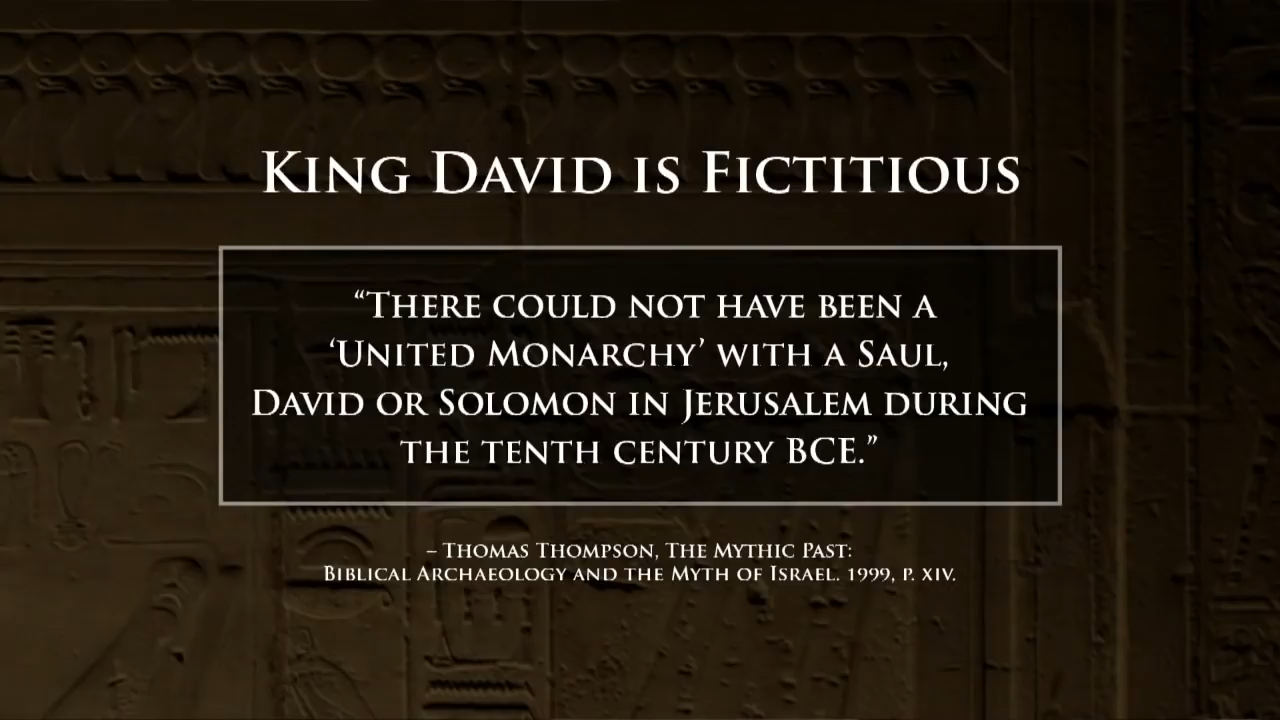 King David is Fictitious
“There could not have been a
‘United Monarchy’ with a Saul,
David or Solomon in Jerusalem during
the tenth century BCE.”
– Thomas Thompson, The Mythic Past:
Biblical Archaeology and the Myth of Israel. 1999, p. xiv.